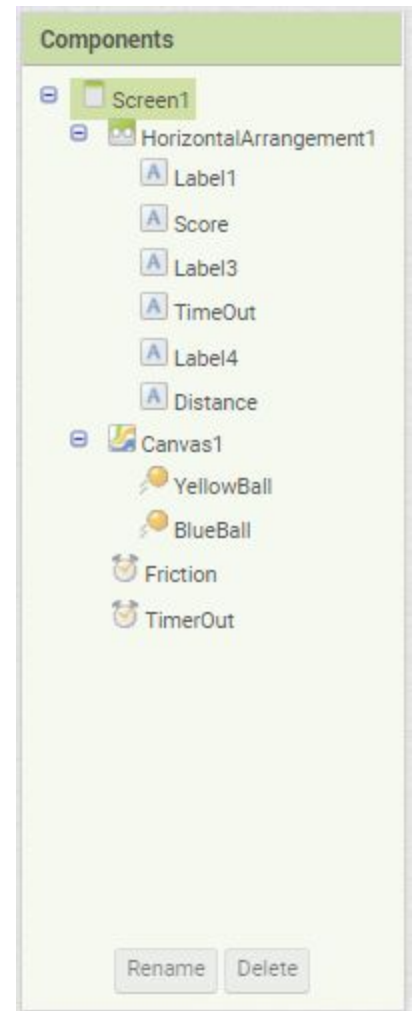 Components
Screen1
HorizontalArrangement1
A Label1
A Score
A Label3
A TimeOut
A Label4
A Distance
Canvas1
YellowBall
BlueBall
Friction
TimerOut
Rename Delete